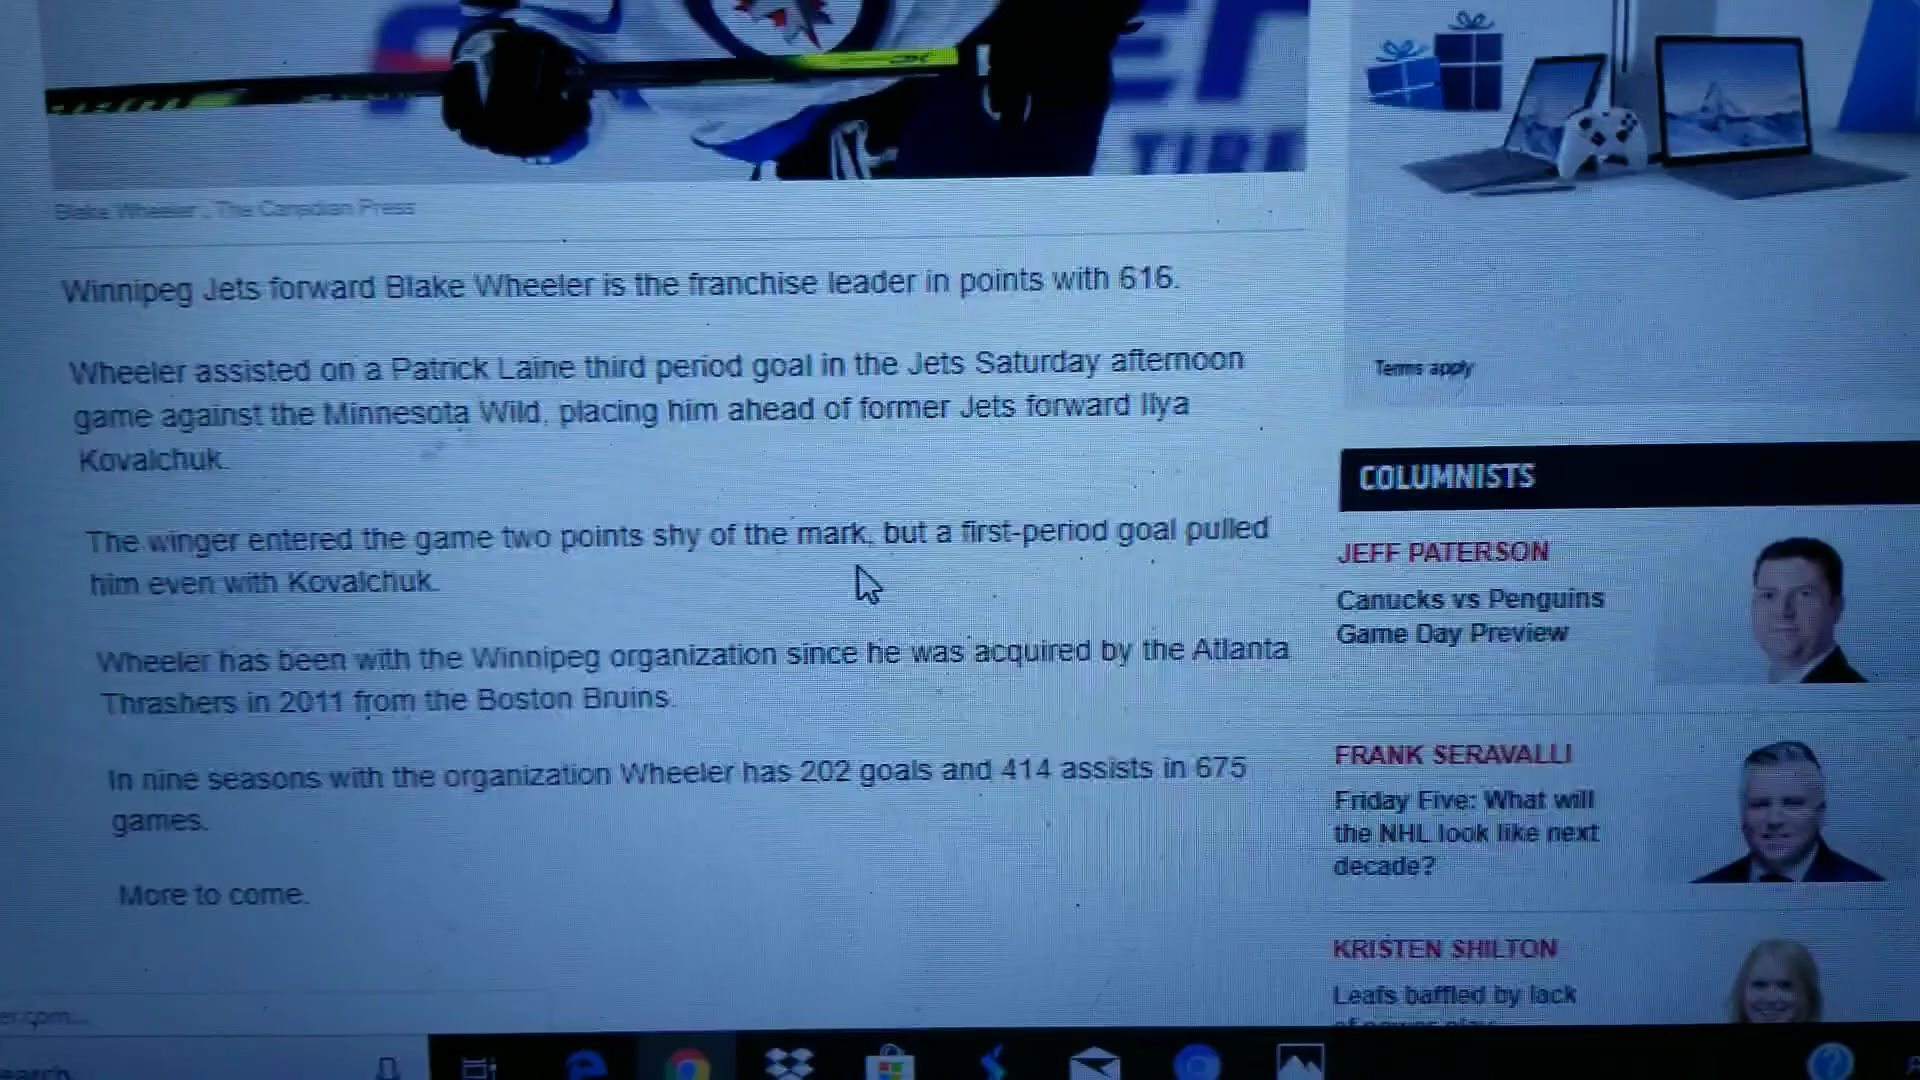 TIRE
Blake Wheeler , The Canadian Press
Winnipeg Jets forward Blake Wheeler is the franchise leader in points with 616.
Wheeler assisted on a Patrick Laine third period goal in the Jets Saturday afternoon
game against the Minnesota Wild, placing him ahead of former Jets forward Ilya
Kovalchuk.
The winger entered the game two points shy of the mark, but a first-period goal pulled
him even with Kovalchuk.
Wheeler has been with the Winnipeg organization since he was acquired by the Atlanta
Thrashers in 2011 from the Boston Bruins.
In nine seasons with the organization Wheeler has 202 goals and 414 assists in 675
games.
More to come.
Terms apply
COLUMNISTS
JEFF PATERSON
Canucks vs Penguins
Game Day Preview
FRANK SERAVALLI
Friday Five: What will
the NHL look like next
decade?
KRISTEN SHILTON
Leafs baffled by lack